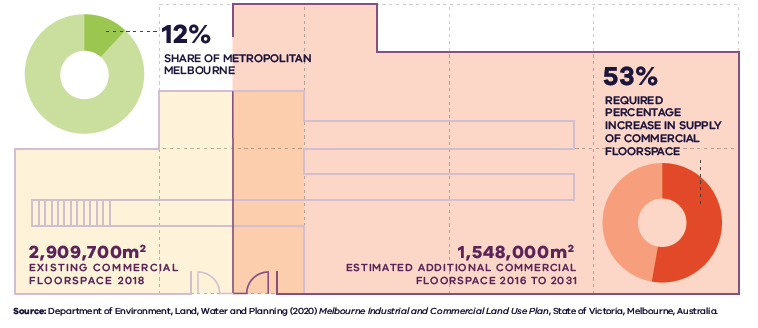 12%
SHARE OF METROPOLITAN
MELBOURNE
53%
REQUIRED
PERCENTAGE
INCREASE IN SUPPLY
OF COMMERCIAL
FLOORSPACE
2,909,700m²
EXISTING COMMERCIAL
FLOORSPACE 2018
1,548,000m²
ESTIMATED ADDITIONAL COMMERCIAL
FLOORSPACE 2016 TO 2031
Source: Department of Environment, Land, Water and Planning (2020) Melbourne Industrial and Commercial Land Use Plan, State of Victoria, Melbourne, Australia.